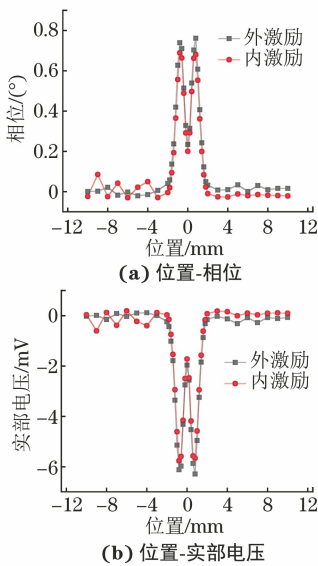 0.8
0.6
0.4
0.2
0
相位/(°)
外激励
内激励
−12 −8 −4 0 4 8 12
位置/mm
(a) 位置-相位
0
−2
−4
−6
实部电压/mV
外激励
内激励
−12 −8 −4 0 4 8 12
位置/mm
(b) 位置-实部电压